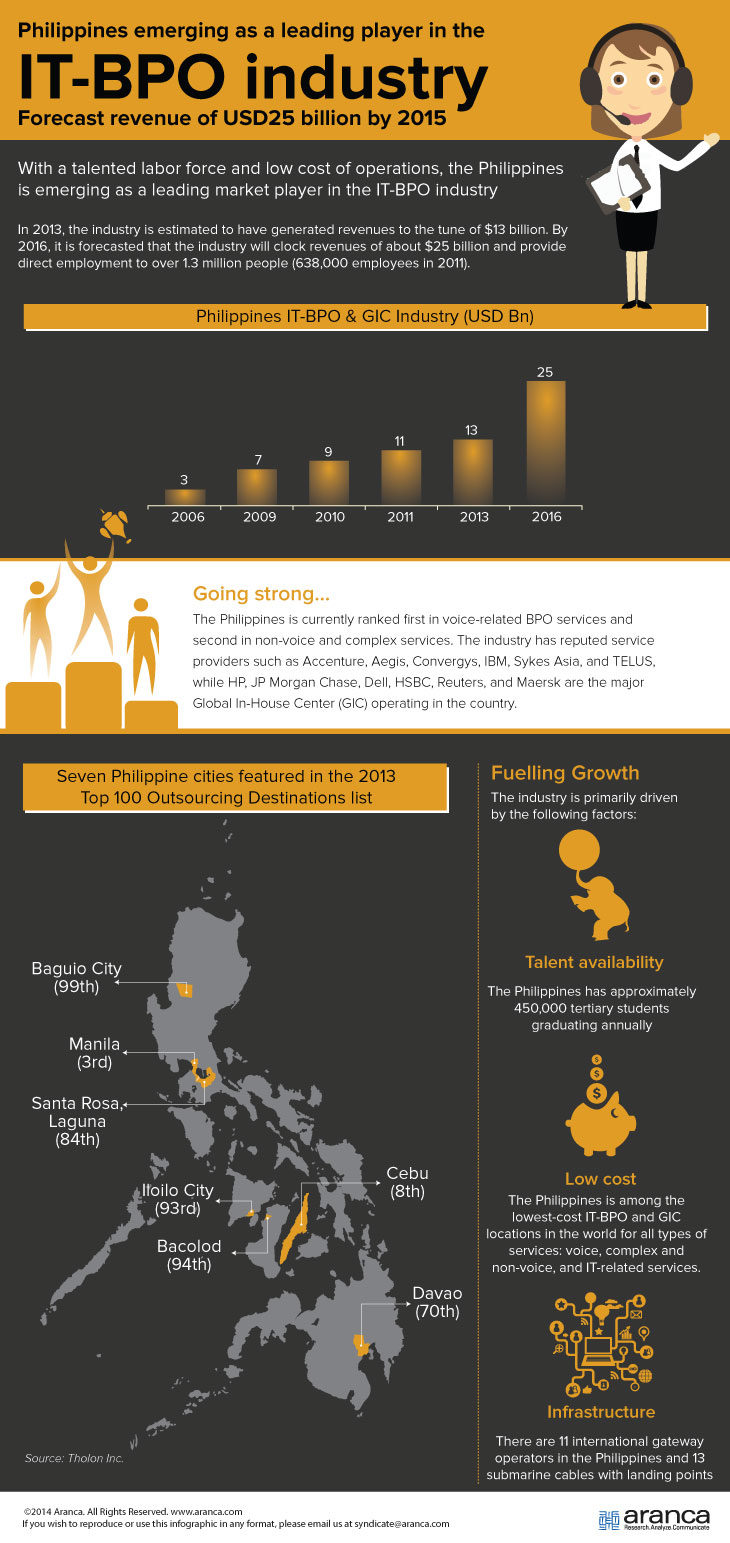 Philippines emerging as a leading player in the
IT-BPO industry
Forecast revenue of USD25 billion by 2015
With a talented labor force and low cost of operations, the Philippines
is emerging as a leading market player in the IT-BPO industry
In 2013, the industry is estimated to have generated revenues to the tune of $13 billion. By
2016, it is forecasted that the industry will clock revenues of about $25 billion and provide
direct employment to over 1.3 million people (638,000 employees in 2011).
Philippines IT-BPO & GIC Industry (USD Bn)
3
7
9
11
13
25
2006
2009
2010
2011
2013
2016
Going strong...
The Philippines is currently ranked first in voice-related BPO services and
second in non-voice and complex services. The industry has reputed service
providers such as Accenture, Aegis, Convergys, IBM, Sykes Asia, and TELUS,
while HP, JP Morgan Chase, Dell, HSBC, Reuters, and Maersk are the major
Global In-House Center (GIC) operating in the country.
Seven Philippine cities featured in the 2013
Top 100 Outsourcing Destinations list
Baguio City
(99th)
Manila
(3rd)
Santa Rosa,
Laguna
(84th)
Iloilo City
(93rd)
Bacolod
(94th)
Cebu
(8th)
Davao
(70th)
Source: Tholon Inc.
Fuelling Growth
The industry is primarily driven
by the following factors:
Talent availability
The Philippines has approximately
450,000 tertiary students
graduating annually
$
$
$
Low cost
The Philippines is among the
lowest-cost IT-BPO and GIC
locations in the world for all types of
services: voice, complex and
non-voice, and IT-related services.
Infrastructure
There are 11 international gateway
operators in the Philippines and 13
submarine cables with landing points
©2014 Aranca. All Rights Reserved. www.aranca.com
If you wish to reproduce or use this infographic in any format, please email us at syndicate@aranca.com
aranca
Research.Analyze.Communicate